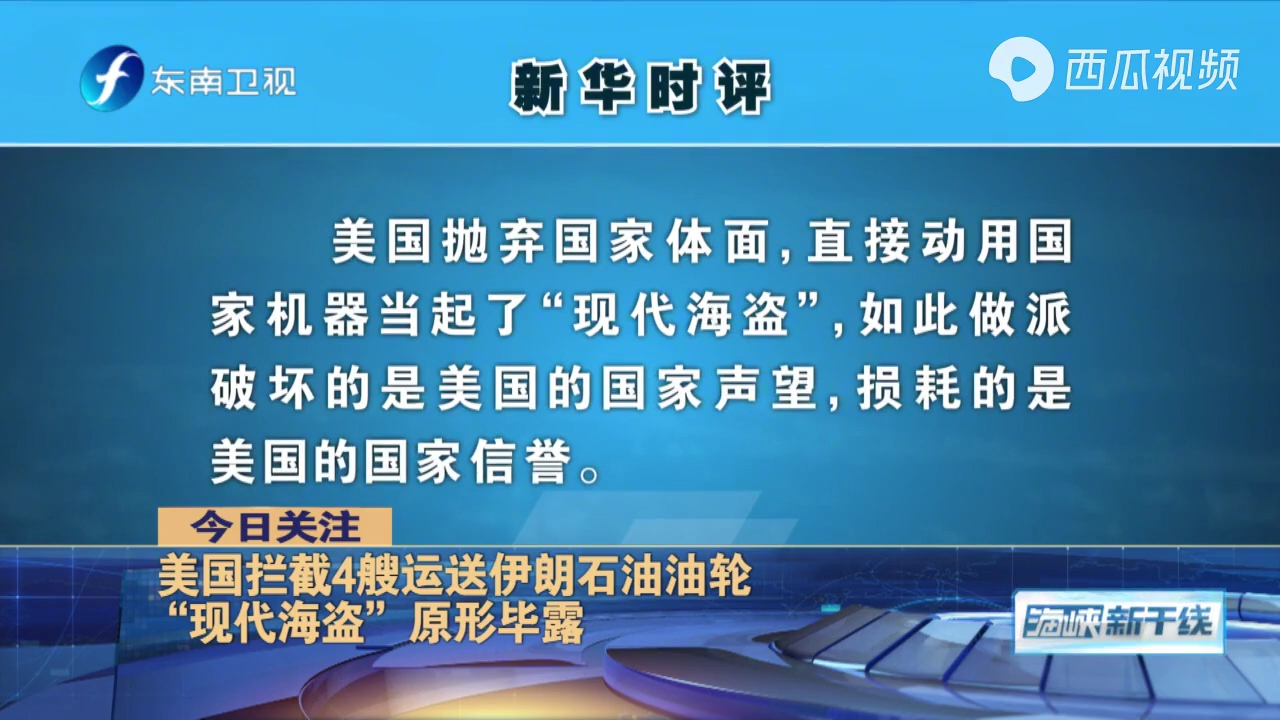 东南卫视
新华时评
西瓜视频
美国抛弃国家体面,直接动用国
家机器当起了“现代海盗”,如此做派
破坏的是美国的国家声望,损耗的是
美国的国家信誉。
今日关注
美国拦截4艘运送伊朗石油油轮
“现代海盗”原形毕露
海峡新干线